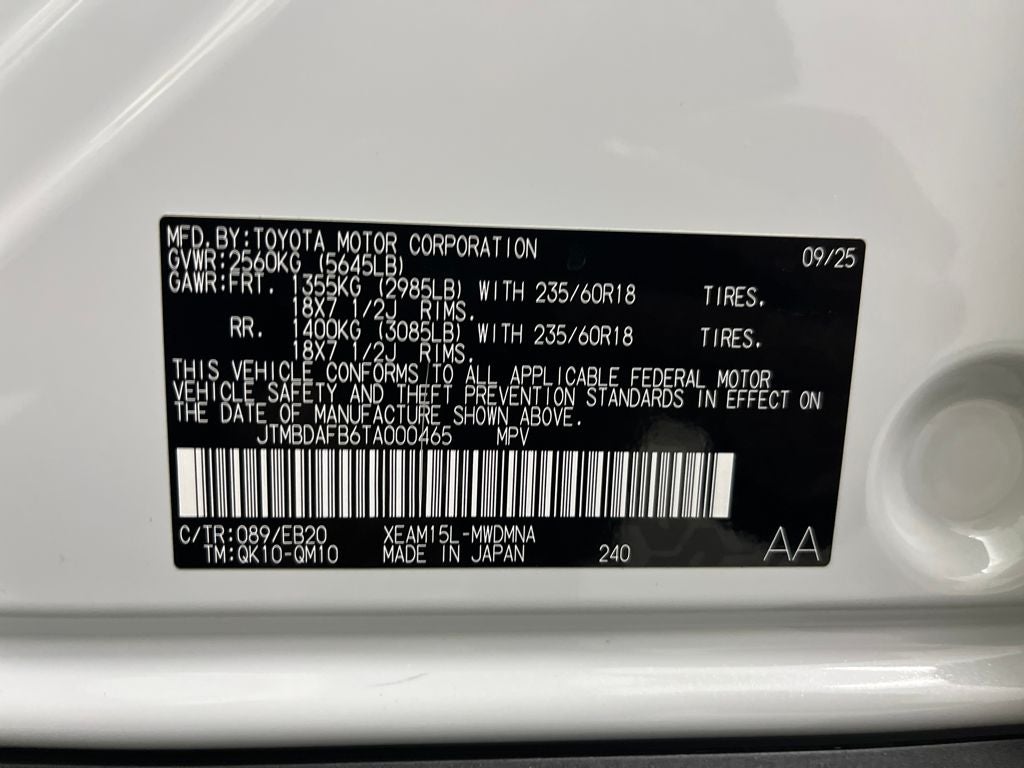 MFD.BY:TOYOTA MOTOR CORPORATION 09/25
GVWR:2560KG (5645LB)
GAWR:FRT. 1355KG (2985LB) WITH 235/60R18 TIRES.
18X7 1/2J RIMS.
RR. 1400KG (3085LB) WITH 235/60R18 TIRES.
18X7 1/2J RIMS.
THIS VEHICLE CONFORMS TO ALL APPLICABLE FEDERAL MOTOR
VEHICLE SAFETY AND THEFT PREVENTION STANDARDS IN EFFECT ON
THE DATE OF MANUFACTURE SHOWN ABOVE.
JTMBDAFB6TA000465 MPV
C/TR:089/EB20 XEAM15L-MWDMNA
TM:QK10-QM10 MADE IN JAPAN 240 AA